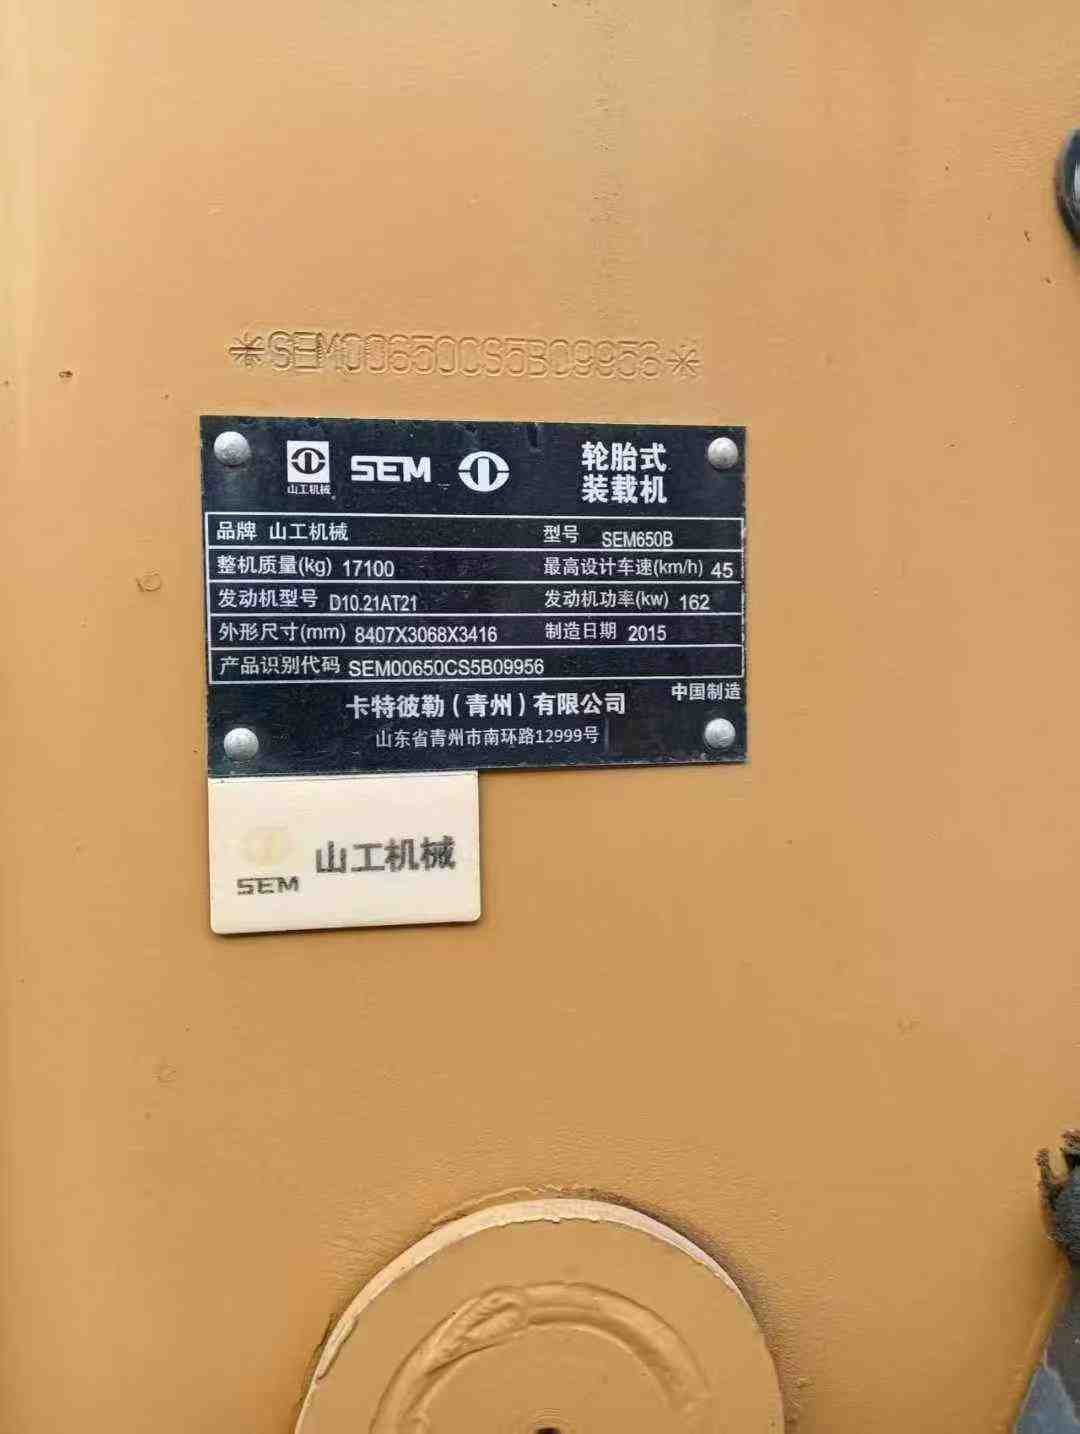 *SEM00650CS5B09956*
山工机械 SEM 轮胎式
装载机
品牌 山工机械 型号 SEM650B
整机质量(kg) 17100 最高设计车速(km/h) 45
发动机型号 D10.21AT21 发动机功率(kw) 162
外形尺寸(mm) 8407X3068X3416 制造日期 2015
产品识别代码 SEM00650CS5B09956
卡特彼勒（青州）有限公司 中国制造
山东省青州市南环路12999号
SEM 山工机械